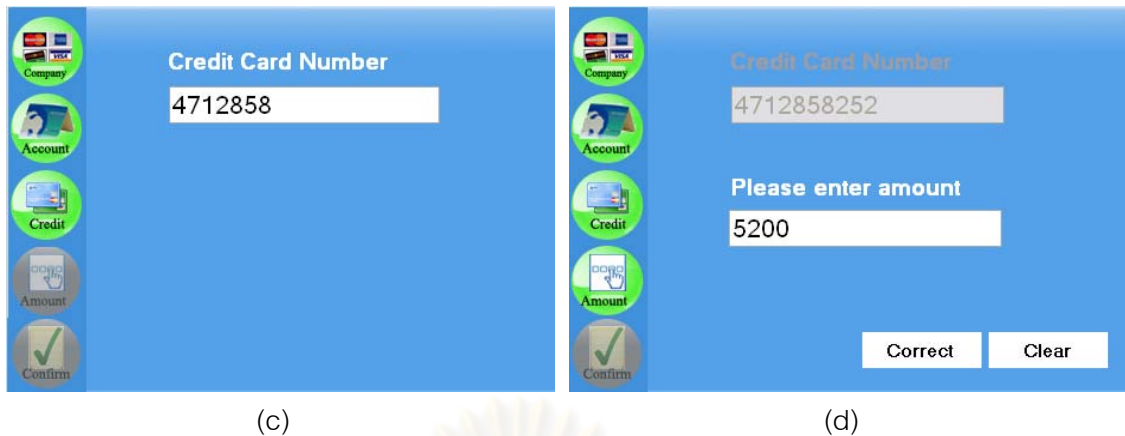 Company
Account
Credit
Amount
Confirm
Credit Card Number
4712858
(c)
VISA
Company
Account
Credit
Amount
Confirm
Credit Card Number
4712858252
Please enter amount
5200
Correct
Clear
(d)